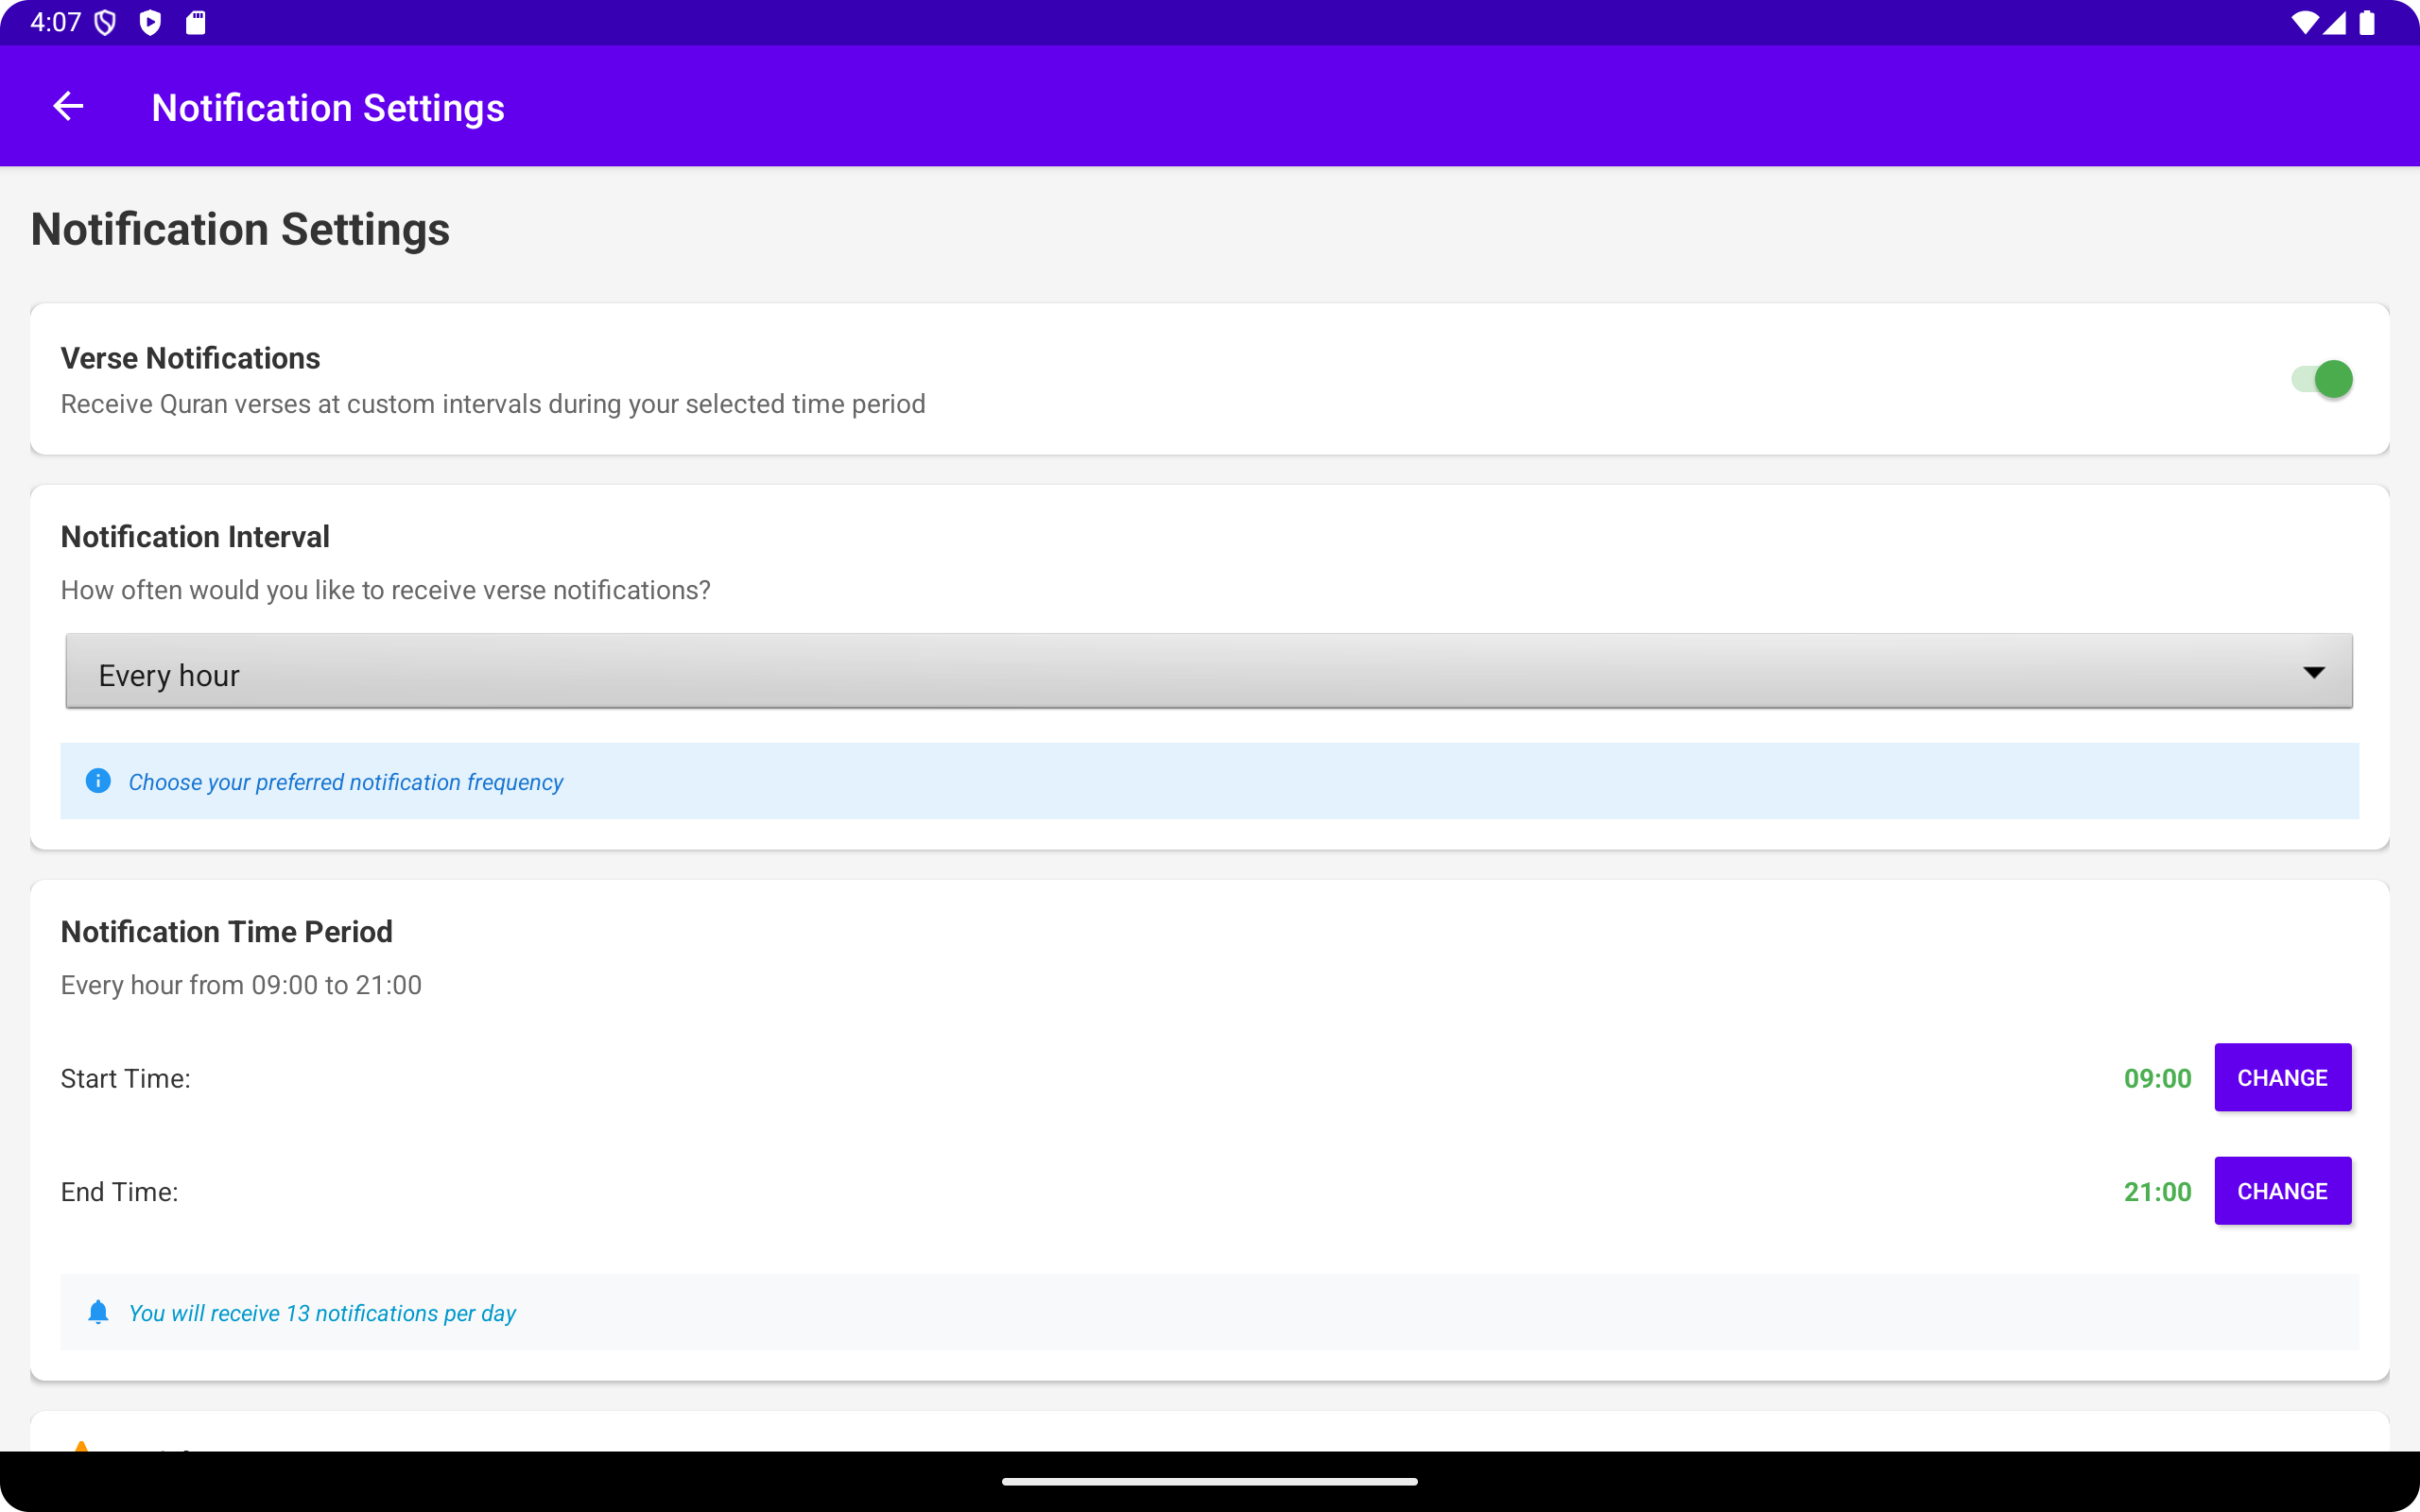 4:07
Notification Settings
Notification Settings
Verse Notifications
Receive Quran verses at custom intervals during your selected time period
Notification Interval
How often would you like to receive verse notifications?
Every hour
Choose your preferred notification frequency
Notification Time Period
Every hour from 09:00 to 21:00
Start Time:
09:00
CHANGE
End Time:
21:00
CHANGE
You will receive 13 notifications per day